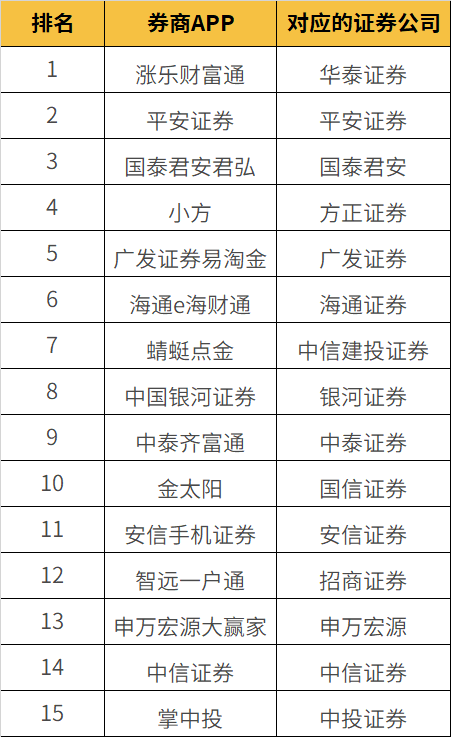 排名 券商APP 对应的证券公司
1 涨乐财富通 华泰证券
2 平安证券 平安证券
3 国泰君安君弘 国泰君安
4 小方 方正证券
5 广发证券易淘金 广发证券
6 海通e海财通 海通证券
7 蜻蜓点金 中信建投证券
8 中国银河证券 银河证券
9 中泰齐富通 中泰证券
10 金太阳 国信证券
11 安信手机证券 安信证券
12 智远一户通 招商证券
13 申万宏源大赢家 申万宏源
14 中信证券 中信证券
15 掌中投 中投证券